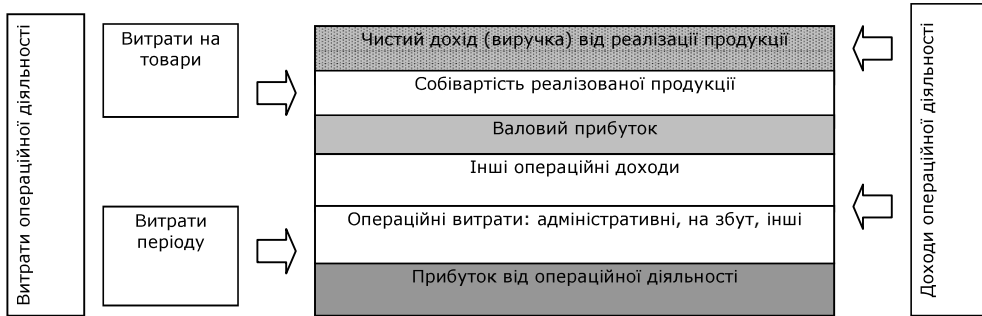 Витрати операційної діяльності
Витрати на
товари
Витрати
періоду
Чистий дохід (виручка) від реалізації продукції
Собівартість реалізованої продукції
Валовий прибуток
Інші операційні доходи
Операційні витрати: адміністративні, на збут, інші
Прибуток від операційної діяльності
Доходи операційної діяльності